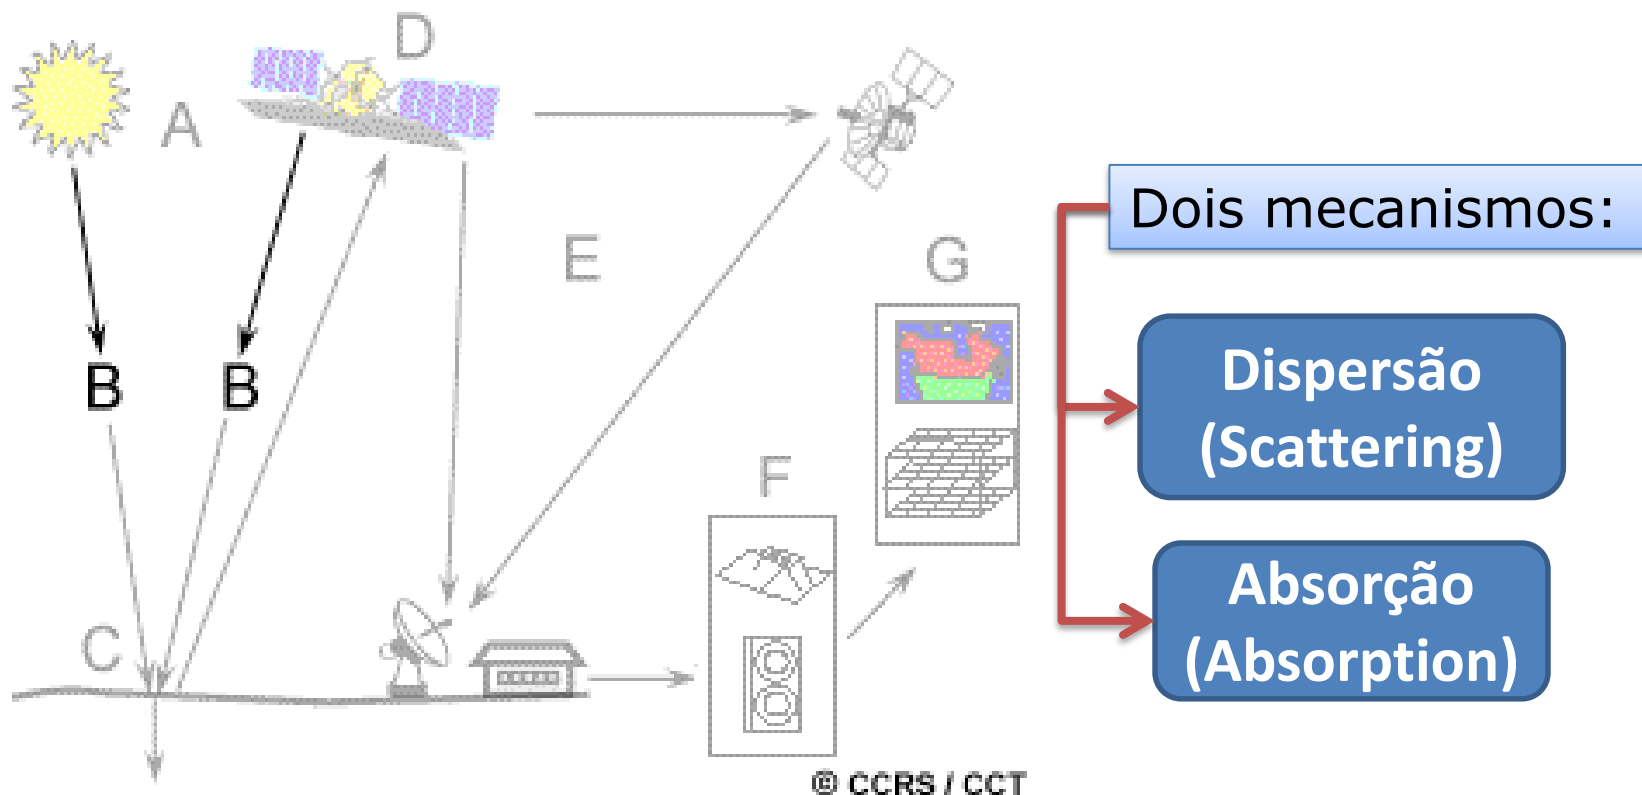 D
A
E
B
B
C
F
G
Dois mecanismos:
Dispersão
(Scattering)
Absorção
(Absorption)
© CCRS / CCT